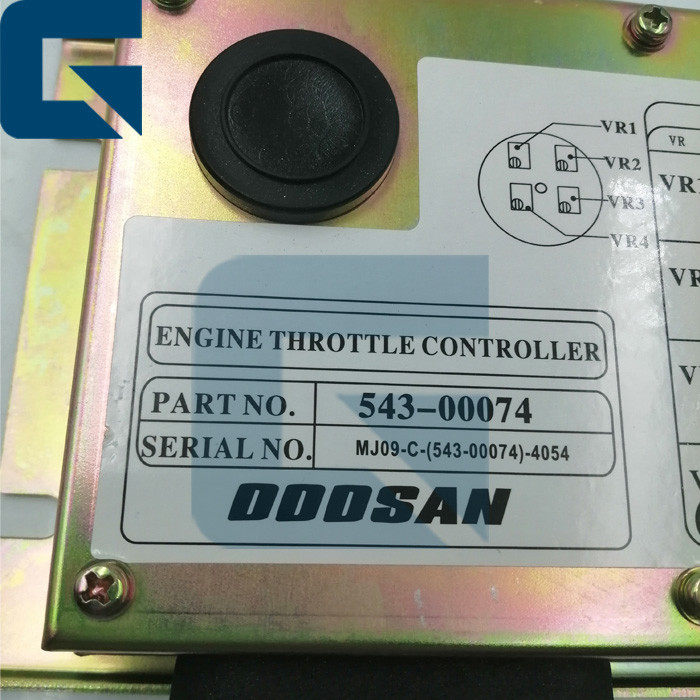 VR1
VR2
VR3
VR4
VR
VR1
ENGINE THROTTLE CONTROLLER
PART NO. 543-00074
SERIAL NO. MJ09-C-(543-00074)-4054
DOOSAN